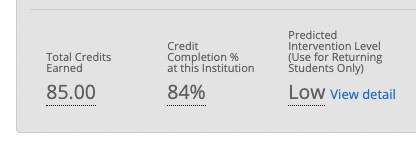 Total Credits
Earned
85.00
Credit
Completion %
at this Institution
84%
Predicted
Intervention Level
(Use for Returning
Students Only)
Low View detail